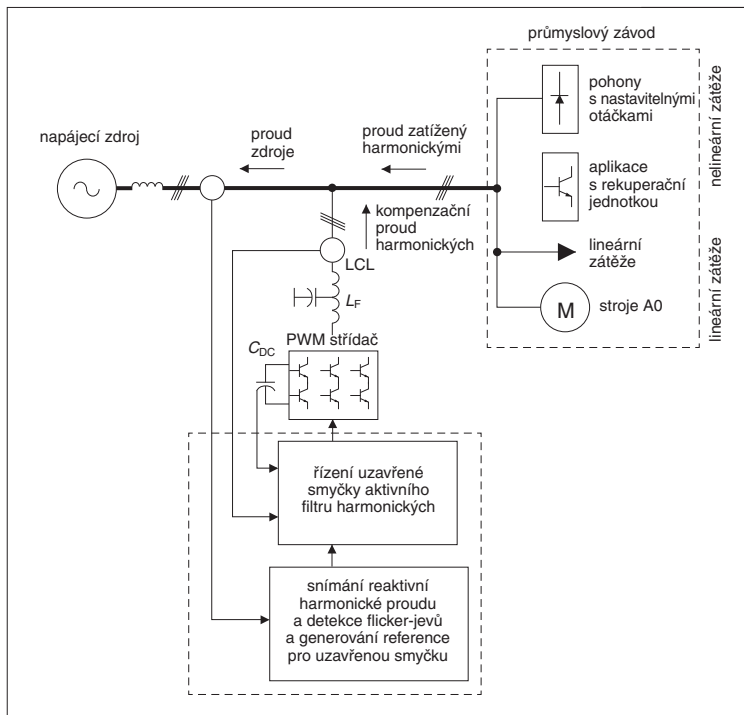 průmyslový závod
pohony
s nastavitelnými
otáčkami
nelineární zátěže
napájecí zdroj
proud
zdroje
proud zatížený
harmonickými
aplikace
s rekuperační
jednotkou
kompenzační
proud
harmonických
LCL
lineární
zátěže
lineární zátěže
L_F
M
stroje A0
PWM střídač
C_DC
řízení uzavřené
smyčky aktivního
filtru harmonických
snímání reaktivní
harmonické proudu
a detekce flicker-jevů
a generování reference
pro uzavřenou smyčku